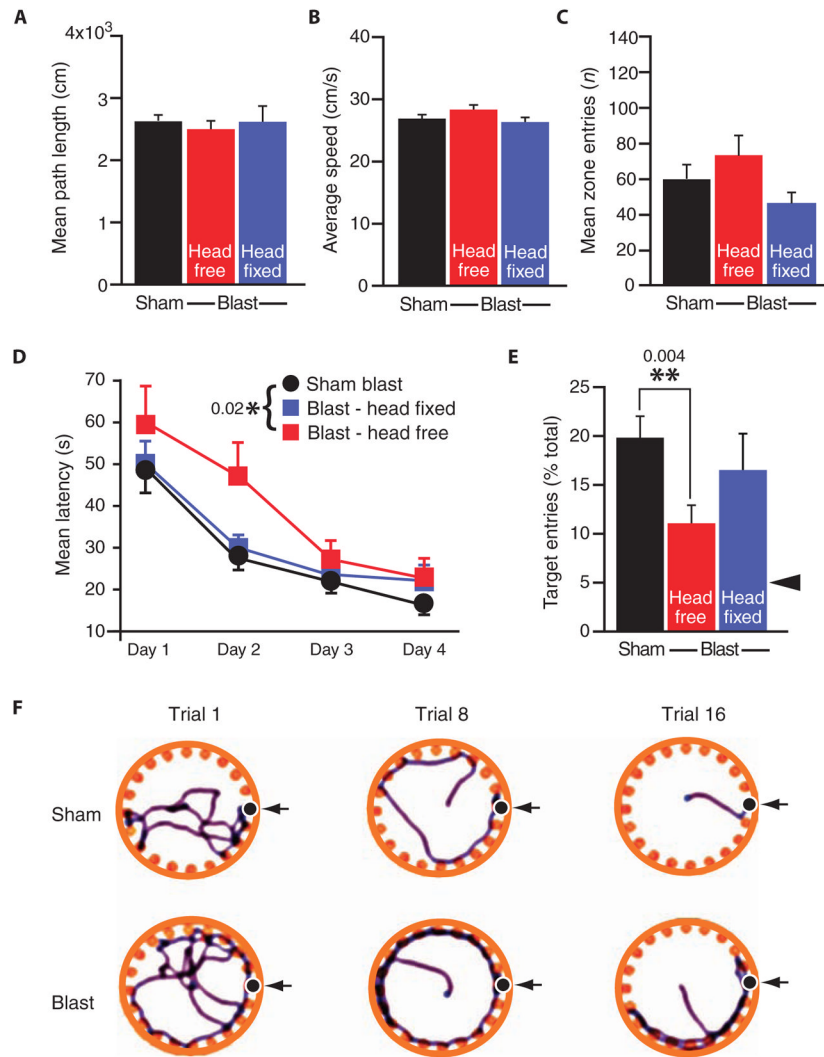 A
4x10³
3
2
1
0
Mean path length (cm)
Head free
Head fixed
Sham — Blast —
B
40
30
20
10
0
Average speed (cm/s)
Head free
Head fixed
Sham — Blast —
C
140
120
100
80
60
40
20
0
Mean zone entries (n)
Head free
Head fixed
Sham — Blast —
D
70
60
50
40
30
20
10
Mean latency (s)
0.02 * {
Sham blast
Blast - head fixed
Blast - head free
Day 1 Day 2 Day 3 Day 4
E
0.004
**
25
20
15
10
5
0
Target entries (% total)
Head free
Head fixed
Sham — Blast —
F
Trial 1 Trial 8 Trial 16
Sham
Blast